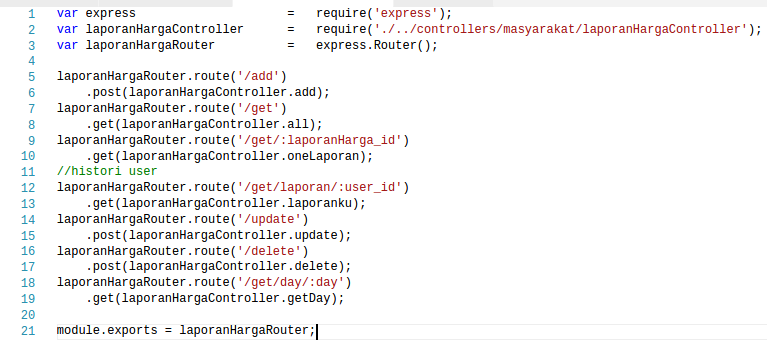 1 var express = require('express');
2 var laporanHargaController = require('./../controllers/masyarakat/laporanHargaController');
3 var laporanHargaRouter = express.Router();
4
5 laporanHargaRouter.route('/add')
6 .post(laporanHargaController.add);
7 laporanHargaRouter.route('/get')
8 .get(laporanHargaController.all);
9 laporanHargaRouter.route('/get/:laporanHarga_id')
10 .get(laporanHargaController.oneLaporan);
11 //histori user
12 laporanHargaRouter.route('/get/laporan/:user_id')
13 .get(laporanHargaController.laporanku);
14 laporanHargaRouter.route('/update')
15 .post(laporanHargaController.update);
16 laporanHargaRouter.route('/delete')
17 .post(laporanHargaController.delete);
18 laporanHargaRouter.route('/get/day/:day')
19 .get(laporanHargaController.getDay);
20
21 module.exports = laporanHargaRouter;